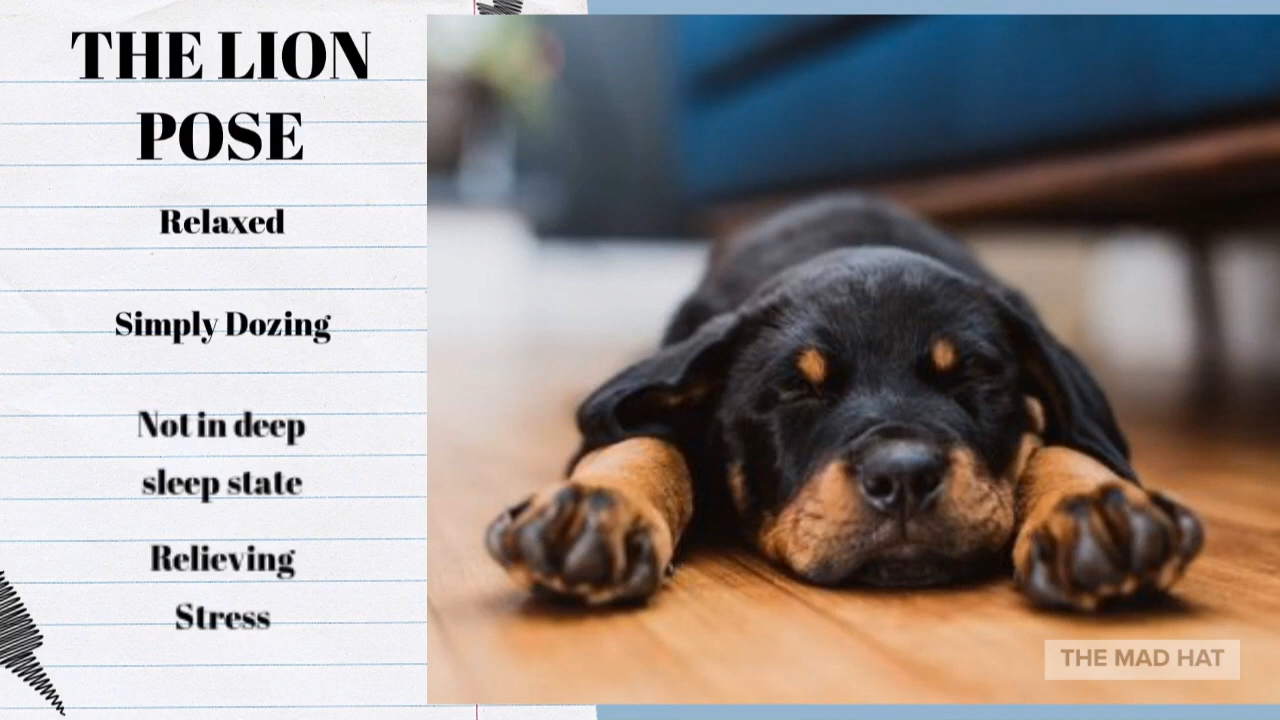 THE LION
POSE
Relaxed
Simply Dozing
Not in deep
sleep state
Relieving
Stress
THE MAD HAT